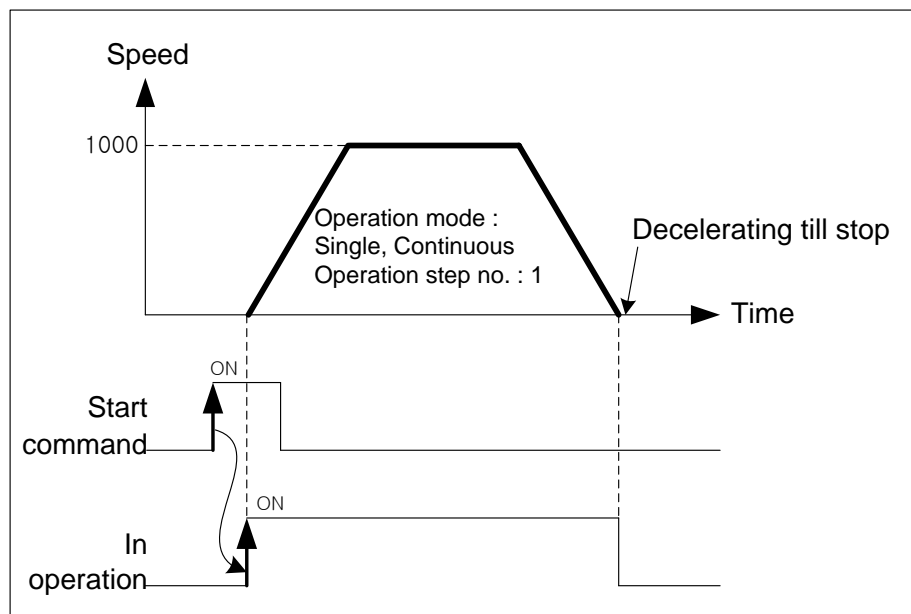 Speed
1000
Operation mode :
Single, Continuous
Operation step no. : 1
Decelerating till stop
Time
ON
Start
command
ON
In
operation